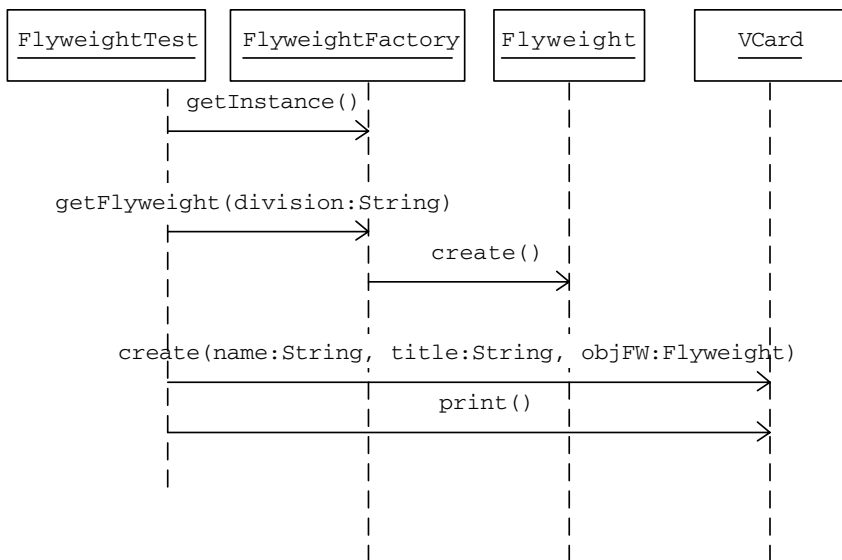 FlyweightTest FlyweightFactory Flyweight VCard
getInstance()
getFlyweight(division:String)
create()
create(name:String, title:String, objFW:Flyweight)
print()